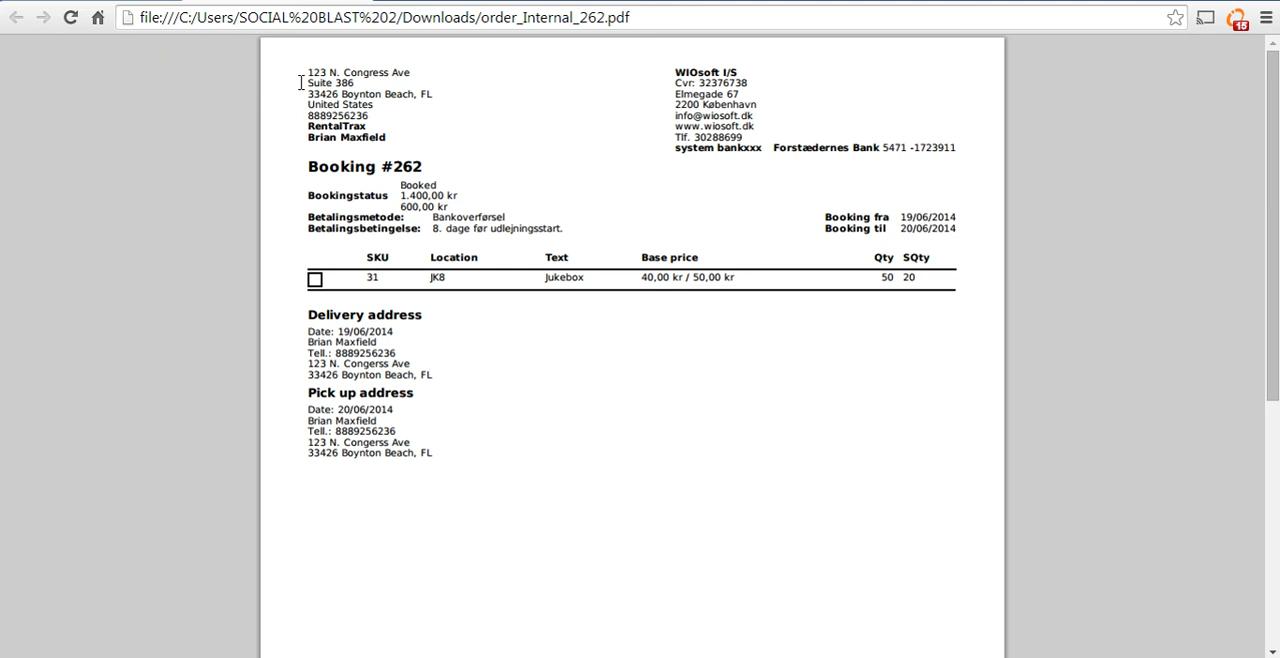 file:///C:/Users/SOCIAL%20BLAST%202/Downloads/order_Internal_262.pdf
15
123 N. Congress Ave
Suite 386
33426 Boynton Beach, FL
United States
8889256236
RentalTrax
Brian Maxfield
WIOsoft I/S
Cvr: 32376738
Elmegade 67
2200 København
info@wiosoft.dk
www.wiosoft.dk
Tlf. 30288699
system bankxxx Forstædernes Bank 5471 -1723911
Booking #262
Booked
Bookingstatus 1.400,00 kr
600,00 kr
Betalingsmetode: Bankoverførsel Booking fra 19/06/2014
Betalingsbetingelse: 8. dage før udlejningsstart. Booking til 20/06/2014
SKU Location Text Base price Qty SQty
31 JK8 Jukebox 40,00 kr / 50,00 kr 50 20
Delivery address
Date: 19/06/2014
Brian Maxfield
Tell.: 8889256236
123 N. Congerss Ave
33426 Boynton Beach, FL
Pick up address
Date: 20/06/2014
Brian Maxfield
Tell.: 8889256236
123 N. Congerss Ave
33426 Boynton Beach, FL